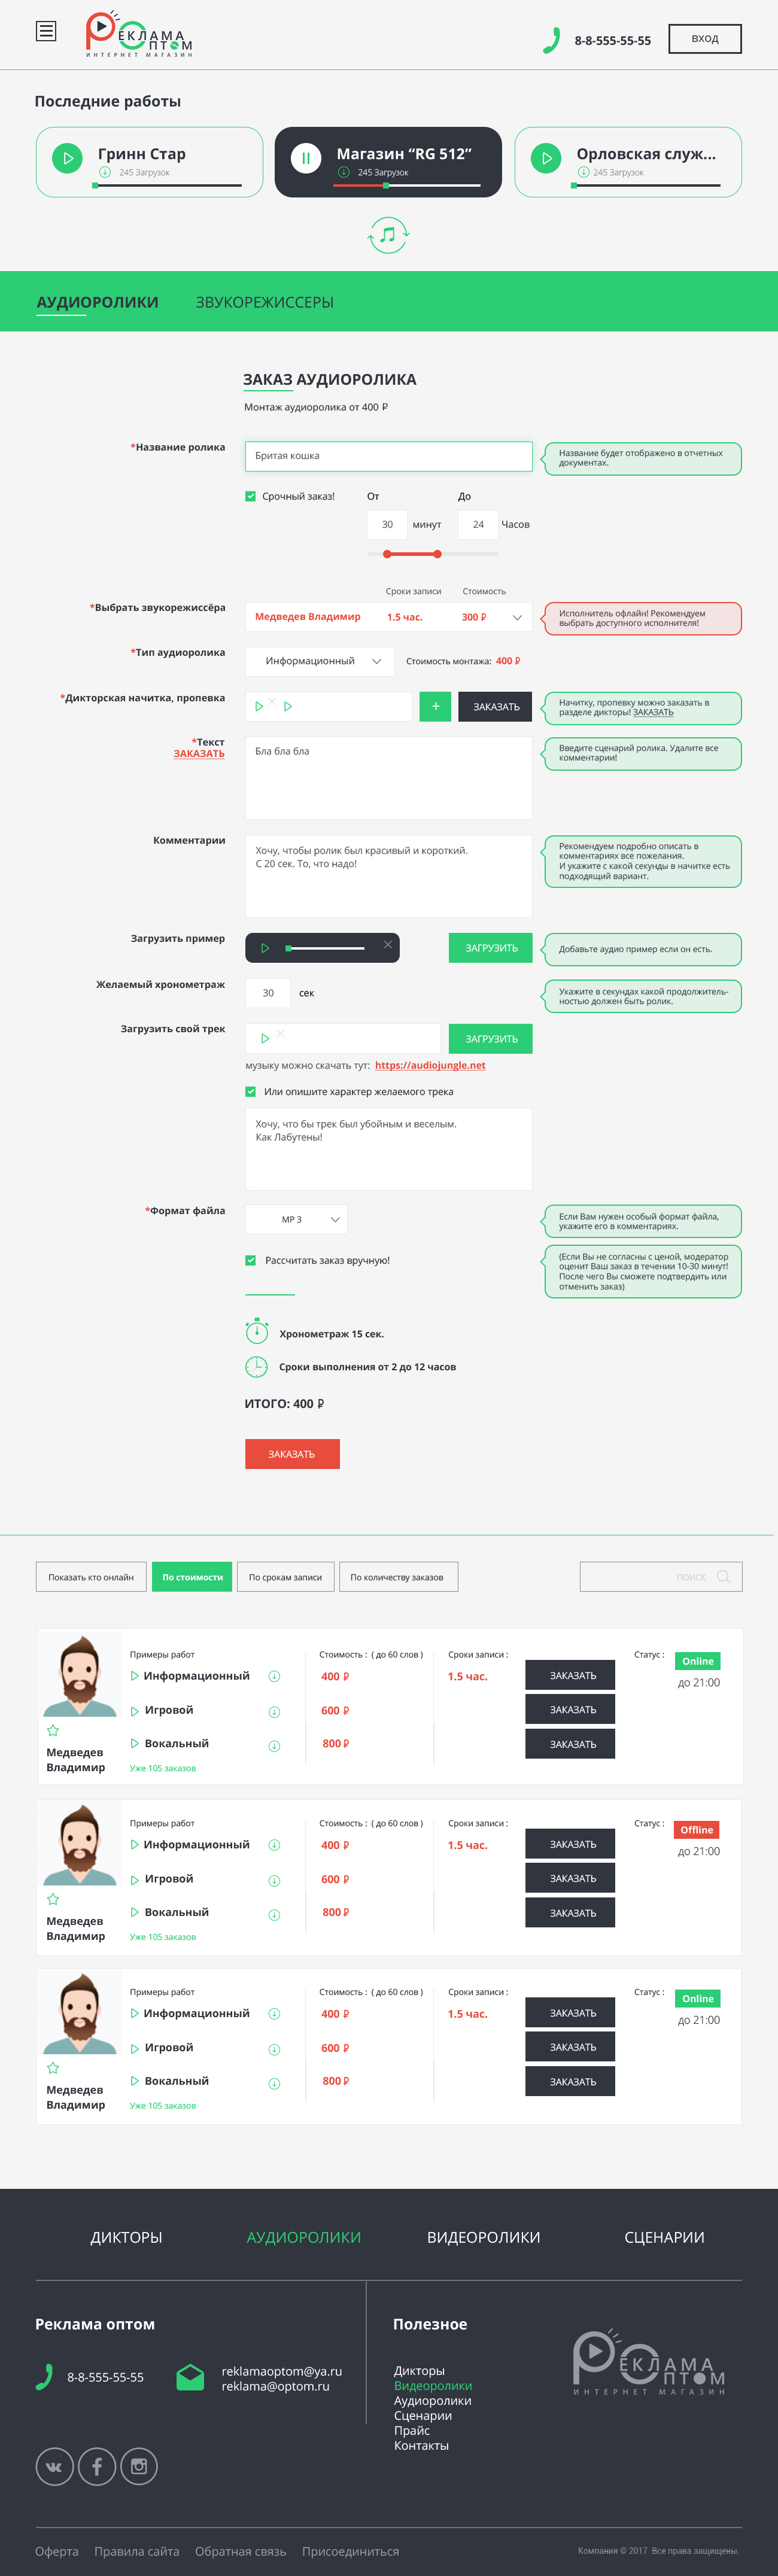 РЕКЛАМА
ОПТОМ
ИНТЕРНЕТ МАГАЗИН
8-8-555-55-55
ВХОД
Последние работы
Гринн Стар
245 Загрузок
Магазин “RG 512”
245 Загрузок
Орловская служ...
245 Загрузок
АУДИОРОЛИКИ
ЗВУКОРЕЖИССЕРЫ
ЗАКАЗ АУДИОРОЛИКА
Монтаж аудиоролика от 400 ₽
*Название ролика
Бритая кошка
Название будет отображено в отчетных
документах.
Срочный заказ!
От
До
30 минут
24 Часов
Сроки записи
Стоимость
*Выбрать звукорежиссёра
Медведев Владимир 1.5 час. 300 ₽
Исполнитель офлайн! Рекомендуем
выбрать доступного исполнителя!
*Тип аудиоролика
Информационный
Стоимость монтажа: 400 ₽
*Дикторская начитка, пропевка
+
ЗАКАЗАТЬ
Начитку, пропевку можно заказать в
разделе дикторы! ЗАКАЗАТЬ
*Текст
ЗАКАЗАТЬ
Бла бла бла
Введите сценарий ролика. Удалите все
комментарии!
Комментарии
Хочу, чтобы ролик был красивый и короткий.
С 20 сек. То, что надо!
Рекомендуем подробно описать в
комментариях все пожелания.
И укажите с какой секунды в начитке есть
подходящий вариант.
Загрузить пример
ЗАГРУЗИТЬ
Добавьте аудио пример если он есть.
Желаемый хронометраж
30 сек
Укажите в секундах какой продолжитель-
ностью должен быть ролик.
Загрузить свой трек
ЗАГРУЗИТЬ
музыку можно скачать тут: https://audiojungle.net
Или опишите характер желаемого трека
Хочу, что бы трек был убойным и веселым.
Как Лабутены!
*Формат файла
MP 3
Если Вам нужен особый формат файла,
укажите его в комментариях.
Рассчитать заказ вручную!
(Если Вы не согласны с ценой, модератор
оценит Ваш заказ в течении 10-30 минут!
После чего Вы сможете подтвердить или
отменить заказ)
Хронометраж 15 сек.
Сроки выполнения от 2 до 12 часов
ИТОГО: 400 ₽
ЗАКАЗАТЬ
Показать кто онлайн
По стоимости
По срокам записи
По количеству заказов
ПОИСК
Примеры работ
Стоимость : ( до 60 слов )
Сроки записи :
Статус :
Online
до 21:00
Информационный 400 ₽ 1.5 час. ЗАКАЗАТЬ
Игровой 600 ₽ ЗАКАЗАТЬ
Вокальный 800 ₽ ЗАКАЗАТЬ
Медведев
Владимир
Уже 105 заказов
Примеры работ
Стоимость : ( до 60 слов )
Сроки записи :
Статус :
Offline
до 21:00
Информационный 400 ₽ 1.5 час. ЗАКАЗАТЬ
Игровой 600 ₽ ЗАКАЗАТЬ
Вокальный 800 ₽ ЗАКАЗАТЬ
Медведев
Владимир
Уже 105 заказов
Примеры работ
Стоимость : ( до 60 слов )
Сроки записи :
Статус :
Online
до 21:00
Информационный 400 ₽ 1.5 час. ЗАКАЗАТЬ
Игровой 600 ₽ ЗАКАЗАТЬ
Вокальный 800 ₽ ЗАКАЗАТЬ
Медведев
Владимир
Уже 105 заказов
ДИКТОРЫ
АУДИОРОЛИКИ
ВИДЕОРОЛИКИ
СЦЕНАРИИ
Реклама оптом
8-8-555-55-55
reklamaoptom@ya.ru
reklama@optom.ru
Полезное
Дикторы
Видеоролики
Аудиоролики
Сценарии
Прайс
Контакты
РЕКЛАМА
ОПТОМ
ИНТЕРНЕТ МАГАЗИН
Оферта
Правила сайта
Обратная связь
Присоединиться
Компания © 2017 Все права защищены.